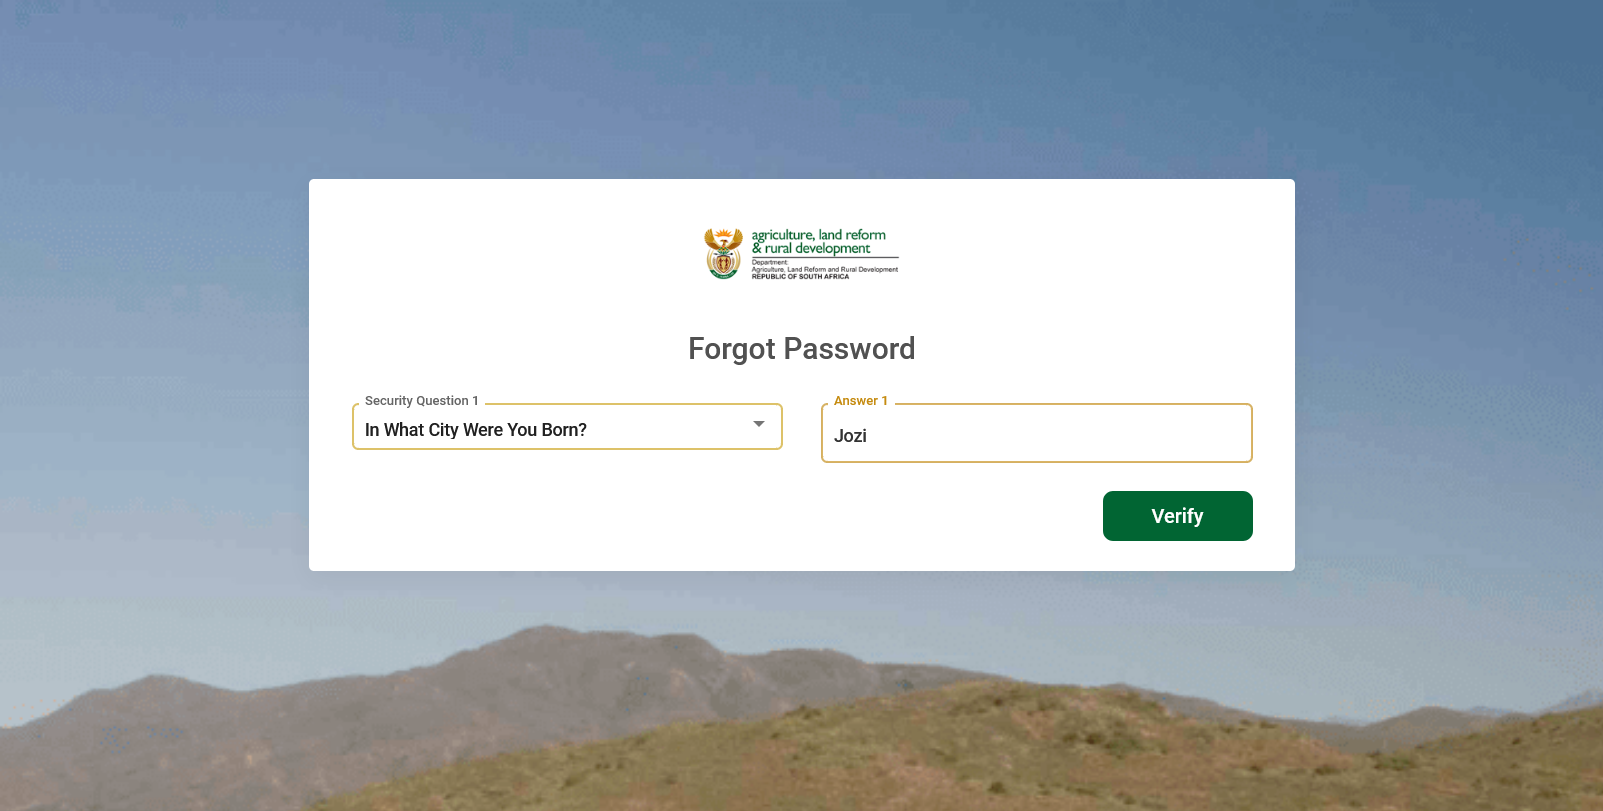 agriculture, land reform
& rural development
Department:
Agriculture, Land Reform and Rural Development
REPUBLIC OF SOUTH AFRICA
Forgot Password
Security Question 1
In What City Were You Born?
Answer 1
Jozi
Verify